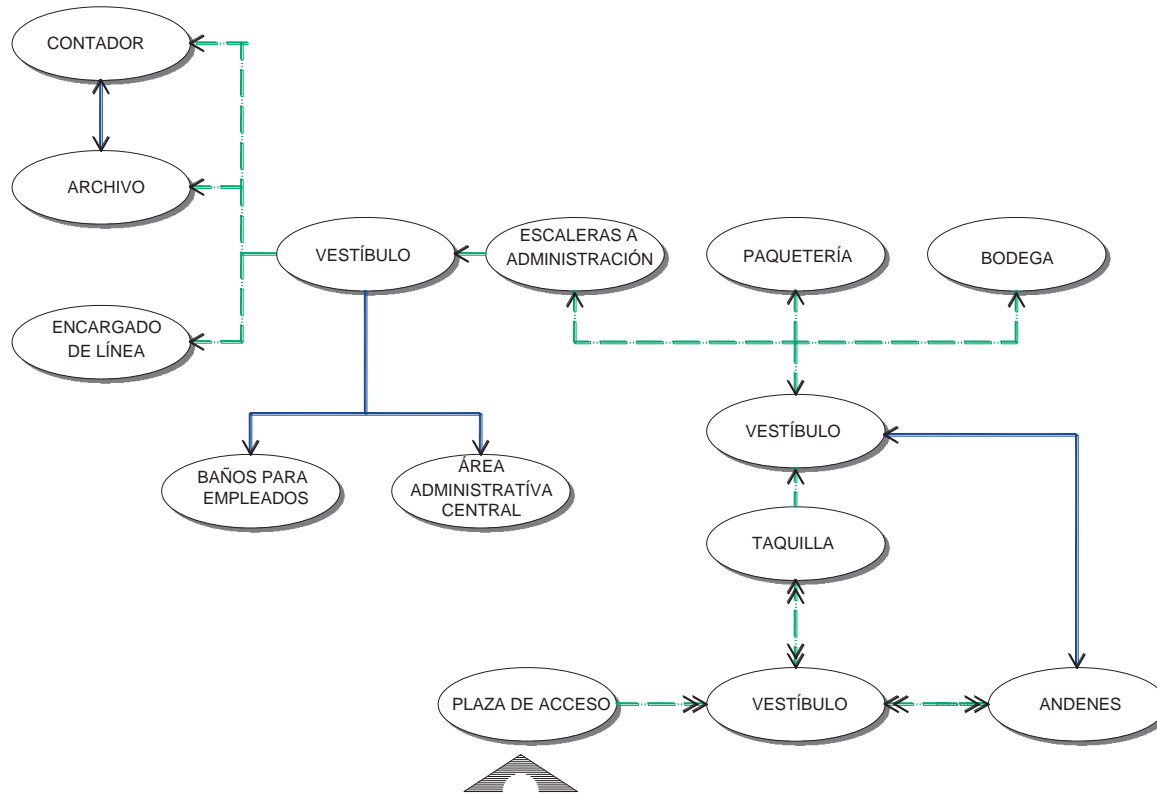 CONTADOR
ARCHIVO
ENCARGADO
DE LÍNEA
VESTÍBULO
ESCALERAS A
ADMINISTRACIÓN
PAQUETERÍA
BODEGA
BAÑOS PARA
EMPLEADOS
ÁREA
ADMINISTRATÍVA
CENTRAL
VESTÍBULO
TAQUILLA
PLAZA DE ACCESO
VESTÍBULO
ANDENES